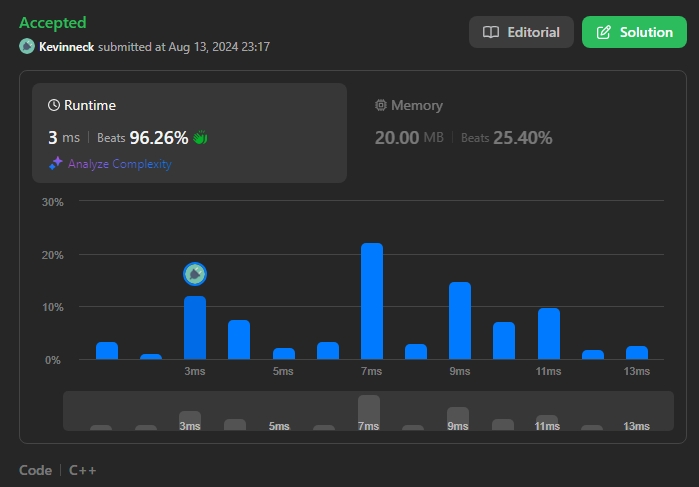 Accepted
Kevinneck submitted at Aug 13, 2024 23:17
Editorial
Solution
Runtime
3 ms | Beats 96.26%
Analyze Complexity
Memory
20.00 MB | Beats 25.40%
30%
20%
10%
0%
3ms 5ms 7ms 9ms 11ms 13ms
3ms 5ms 7ms 9ms 11ms 13ms
Code | C++